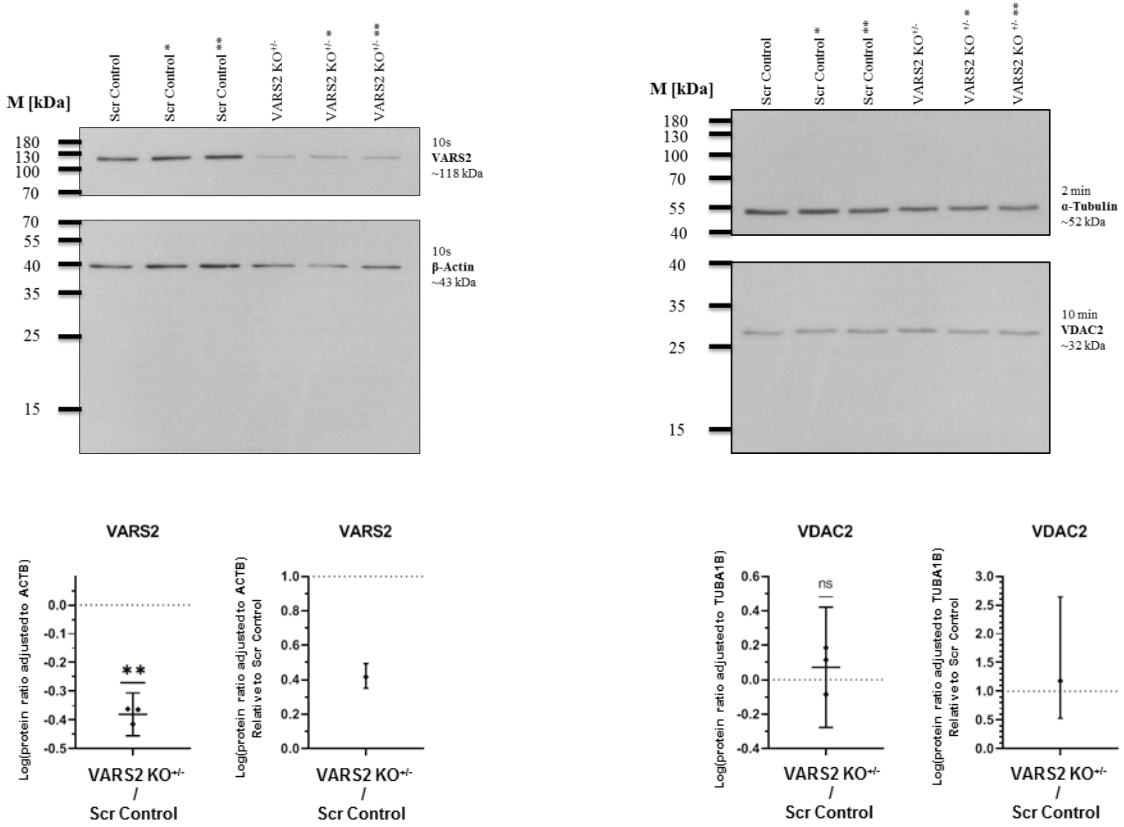 M [kDa]
Scr Control
Scr Control *
Scr Control **
VARS2 KO+/-
VARS2 KO+/- *
VARS2 KO+/- **
180
130
100
70
10s
VARS2
~118 kDa
70
55
40
35
25
15
10s
β-Actin
~43 kDa
M [kDa]
Scr Control
Scr Control *
Scr Control **
VARS2 KO+/-
VARS2 KO +/- *
VARS2 KO +/- **
180
130
100
70
55
40
2 min
α-Tubulin
~52 kDa
40
35
25
15
10 min
VDAC2
~32 kDa
VARS2
Log(protein ratio adjusted to ACTB)
0.0
-0.1
-0.2
-0.3
-0.4
-0.5
**
VARS2 KO+/-
/
Scr Control
VARS2
Log(protein ratio adjusted to ACTB)
Relative to Scr Control
1.0
0.8
0.6
0.4
0.2
0.0
VARS2 KO+/-
/
Scr Control
VDAC2
Log(protein ratio adjusted to TUBA1B)
0.6
0.4
0.2
0.0
-0.2
-0.4
ns
VARS2 KO+/-
/
Scr Control
VDAC2
Log(protein ratio adjusted to TUBA1B)
Relative to Scr Control
3.0
2.5
2.0
1.5
1.0
0.5
0.0
VARS2 KO+/-
/
Scr Control